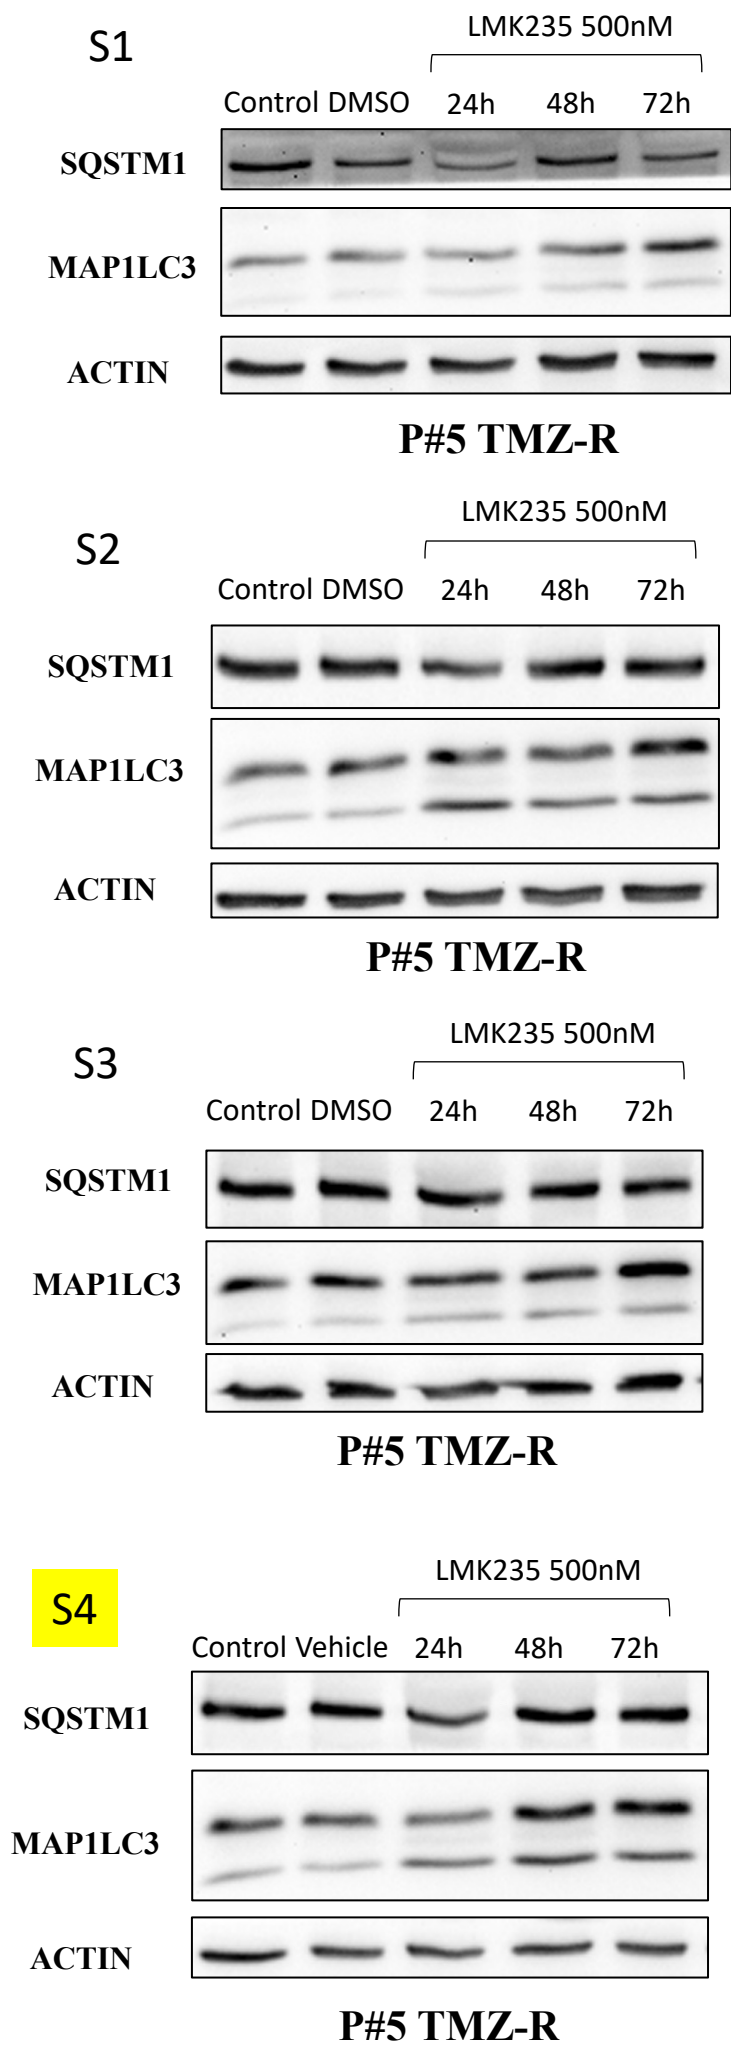 S1
LMK235 500nM
Control DMSO 24h 48h 72h
SQSTM1
MAP1LC3
ACTIN
P#5 TMZ-R
S2
LMK235 500nM
Control DMSO 24h 48h 72h
SQSTM1
MAP1LC3
ACTIN
P#5 TMZ-R
S3
LMK235 500nM
Control DMSO 24h 48h 72h
SQSTM1
MAP1LC3
ACTIN
P#5 TMZ-R
S4
LMK235 500nM
Control Vehicle 24h 48h 72h
SQSTM1
MAP1LC3
ACTIN
P#5 TMZ-R